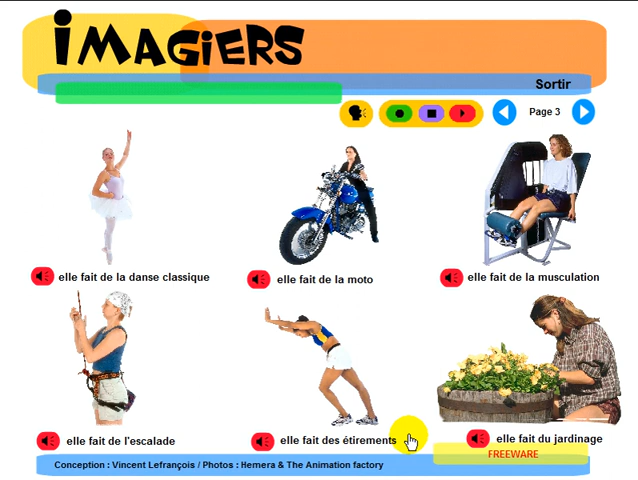 iMAGiERS
Sortir
Page 3
elle fait de la danse classique
elle fait de la moto
elle fait de la musculation
elle fait de l'escalade
elle fait des étirements
elle fait du jardinage
FREEWARE
Conception : Vincent Lefrançois / Photos : Hemera & The Animation factory